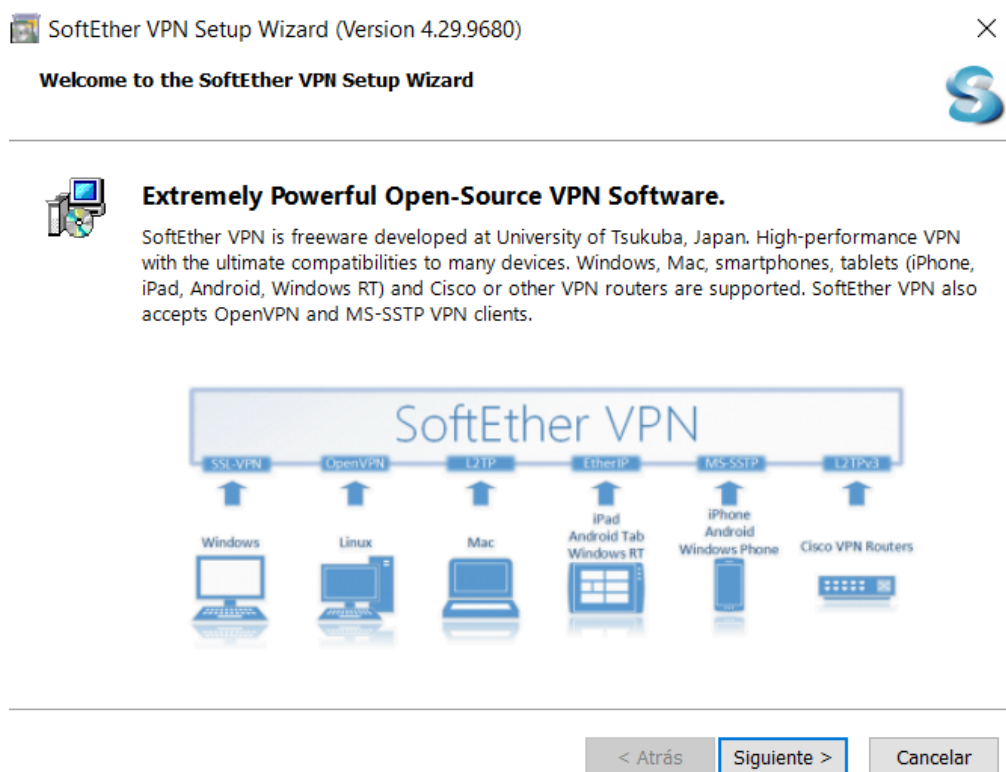 SoftEther VPN Setup Wizard (Version 4.29.9680)
Welcome to the SoftEther VPN Setup Wizard
Extremely Powerful Open-Source VPN Software.
SoftEther VPN is freeware developed at University of Tsukuba, Japan. High-performance VPN
with the ultimate compatibilities to many devices. Windows, Mac, smartphones, tablets (iPhone,
iPad, Android, Windows RT) and Cisco or other VPN routers are supported. SoftEther VPN also
accepts OpenVPN and MS-SSTP VPN clients.
SoftEther VPN
SSL-VPN OpenVPN L2TP EtherIP MS-SSTP L2TPv3
Windows
Linux
Mac
iPad
Android Tab
Windows RT
iPhone
Android
Windows Phone
Cisco VPN Routers
< Atrás Siguiente > Cancelar